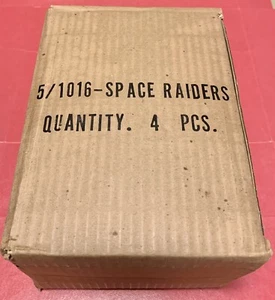 5/1016-SPACE RAIDERS
QUANTITY. 4 PCS.